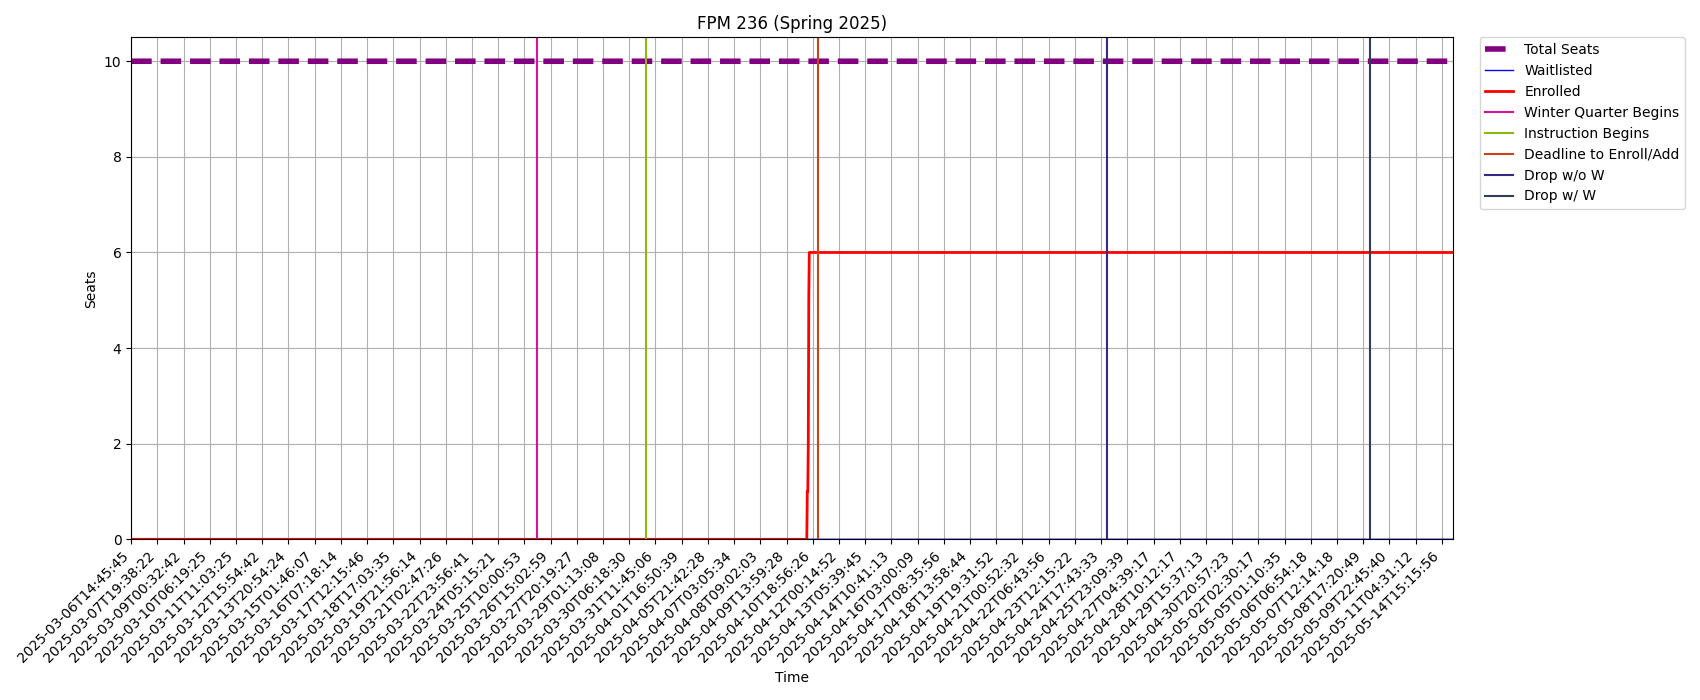 FPM 236 (Spring 2025)
10
8
6
4
2
0
Seats
2025-03-06T14:45:45
2025-03-07T19:38:22
2025-03-09T00:32:42
2025-03-10T06:19:25
2025-03-11T11:03:25
2025-03-12T15:54:42
2025-03-13T20:54:24
2025-03-15T01:46:07
2025-03-16T07:18:14
2025-03-17T12:15:46
2025-03-18T17:03:35
2025-03-19T21:56:14
2025-03-21T02:47:26
2025-03-22T23:56:41
2025-03-24T05:15:21
2025-03-25T10:00:53
2025-03-26T15:02:59
2025-03-27T20:19:27
2025-03-29T01:13:08
2025-03-30T06:18:30
2025-03-31T11:45:06
2025-04-01T16:50:39
2025-04-05T21:42:28
2025-04-07T03:05:34
2025-04-08T09:02:03
2025-04-09T13:59:28
2025-04-10T18:56:26
2025-04-12T00:14:52
2025-04-13T05:39:45
2025-04-14T10:41:13
2025-04-16T03:00:09
2025-04-17T08:35:56
2025-04-18T13:58:44
2025-04-19T19:31:52
2025-04-21T00:52:32
2025-04-22T06:43:56
2025-04-23T12:15:22
2025-04-24T17:43:33
2025-04-25T23:09:39
2025-04-27T04:39:17
2025-04-28T10:12:17
2025-04-29T15:37:13
2025-04-30T20:57:23
2025-05-02T02:30:17
2025-05-05T01:10:35
2025-05-06T06:54:18
2025-05-07T12:14:18
2025-05-08T17:20:49
2025-05-09T22:45:40
2025-05-11T04:31:12
2025-05-14T15:15:56
Time
Total Seats
Waitlisted
Enrolled
Winter Quarter Begins
Instruction Begins
Deadline to Enroll/Add
Drop w/o W
Drop w/ W